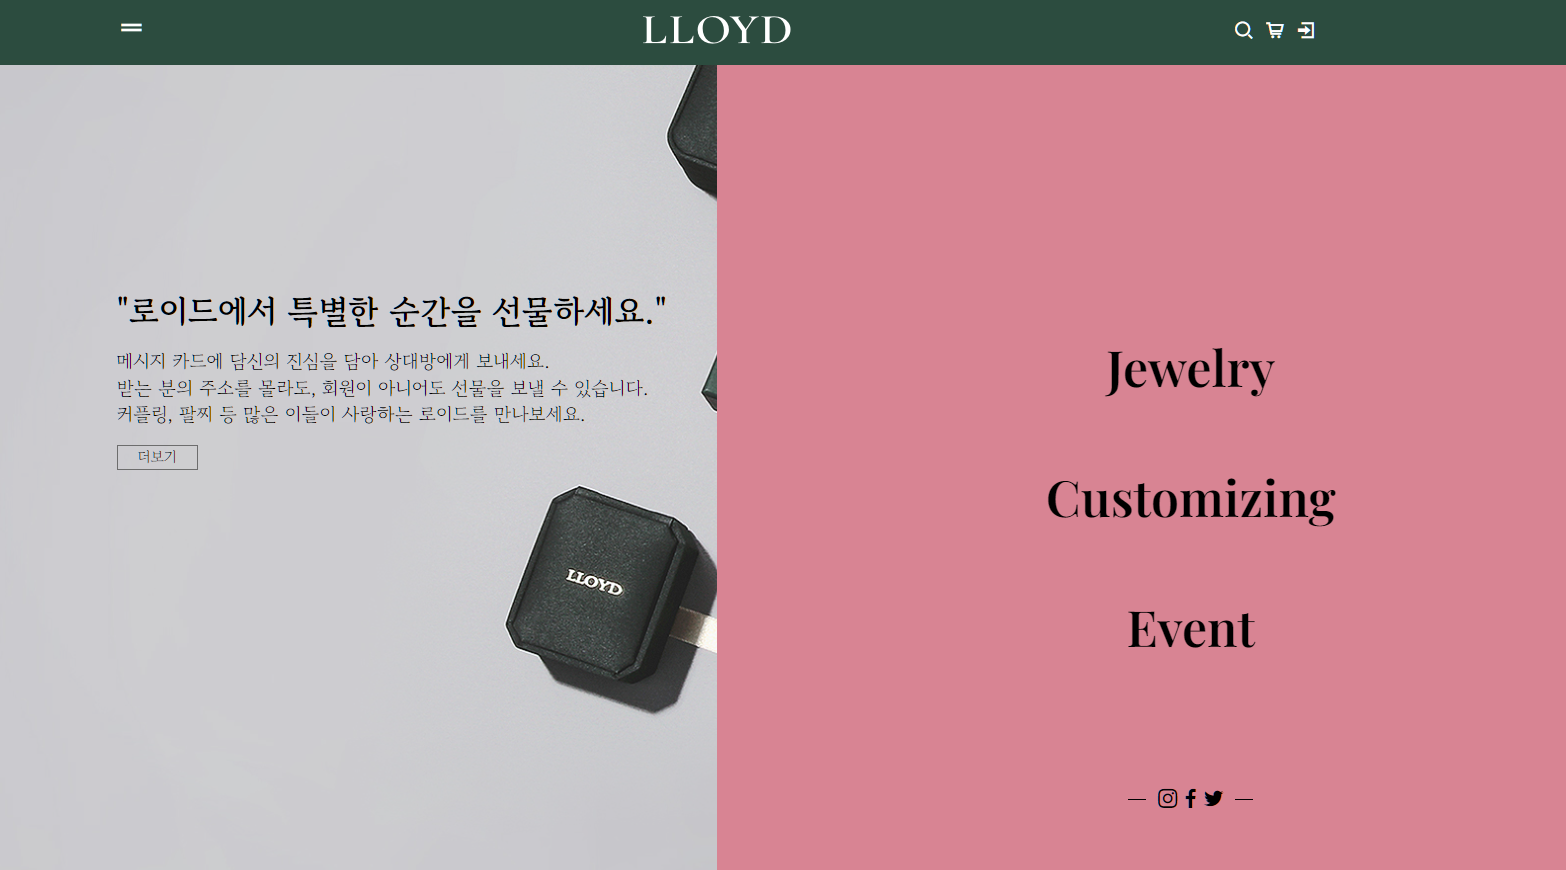 LLOYD
"로이드에서 특별한 순간을 선물하세요."
메시지 카드에 담신의 진심을 담아 상대방에게 보내세요.
받는 분의 주소를 몰라도, 회원이 아니어도 선물을 보낼 수 있습니다.
커플링, 팔찌 등 많은 이들이 사랑하는 로이드를 만나보세요.
더보기
LLOYD
Jewelry
Customizing
Event